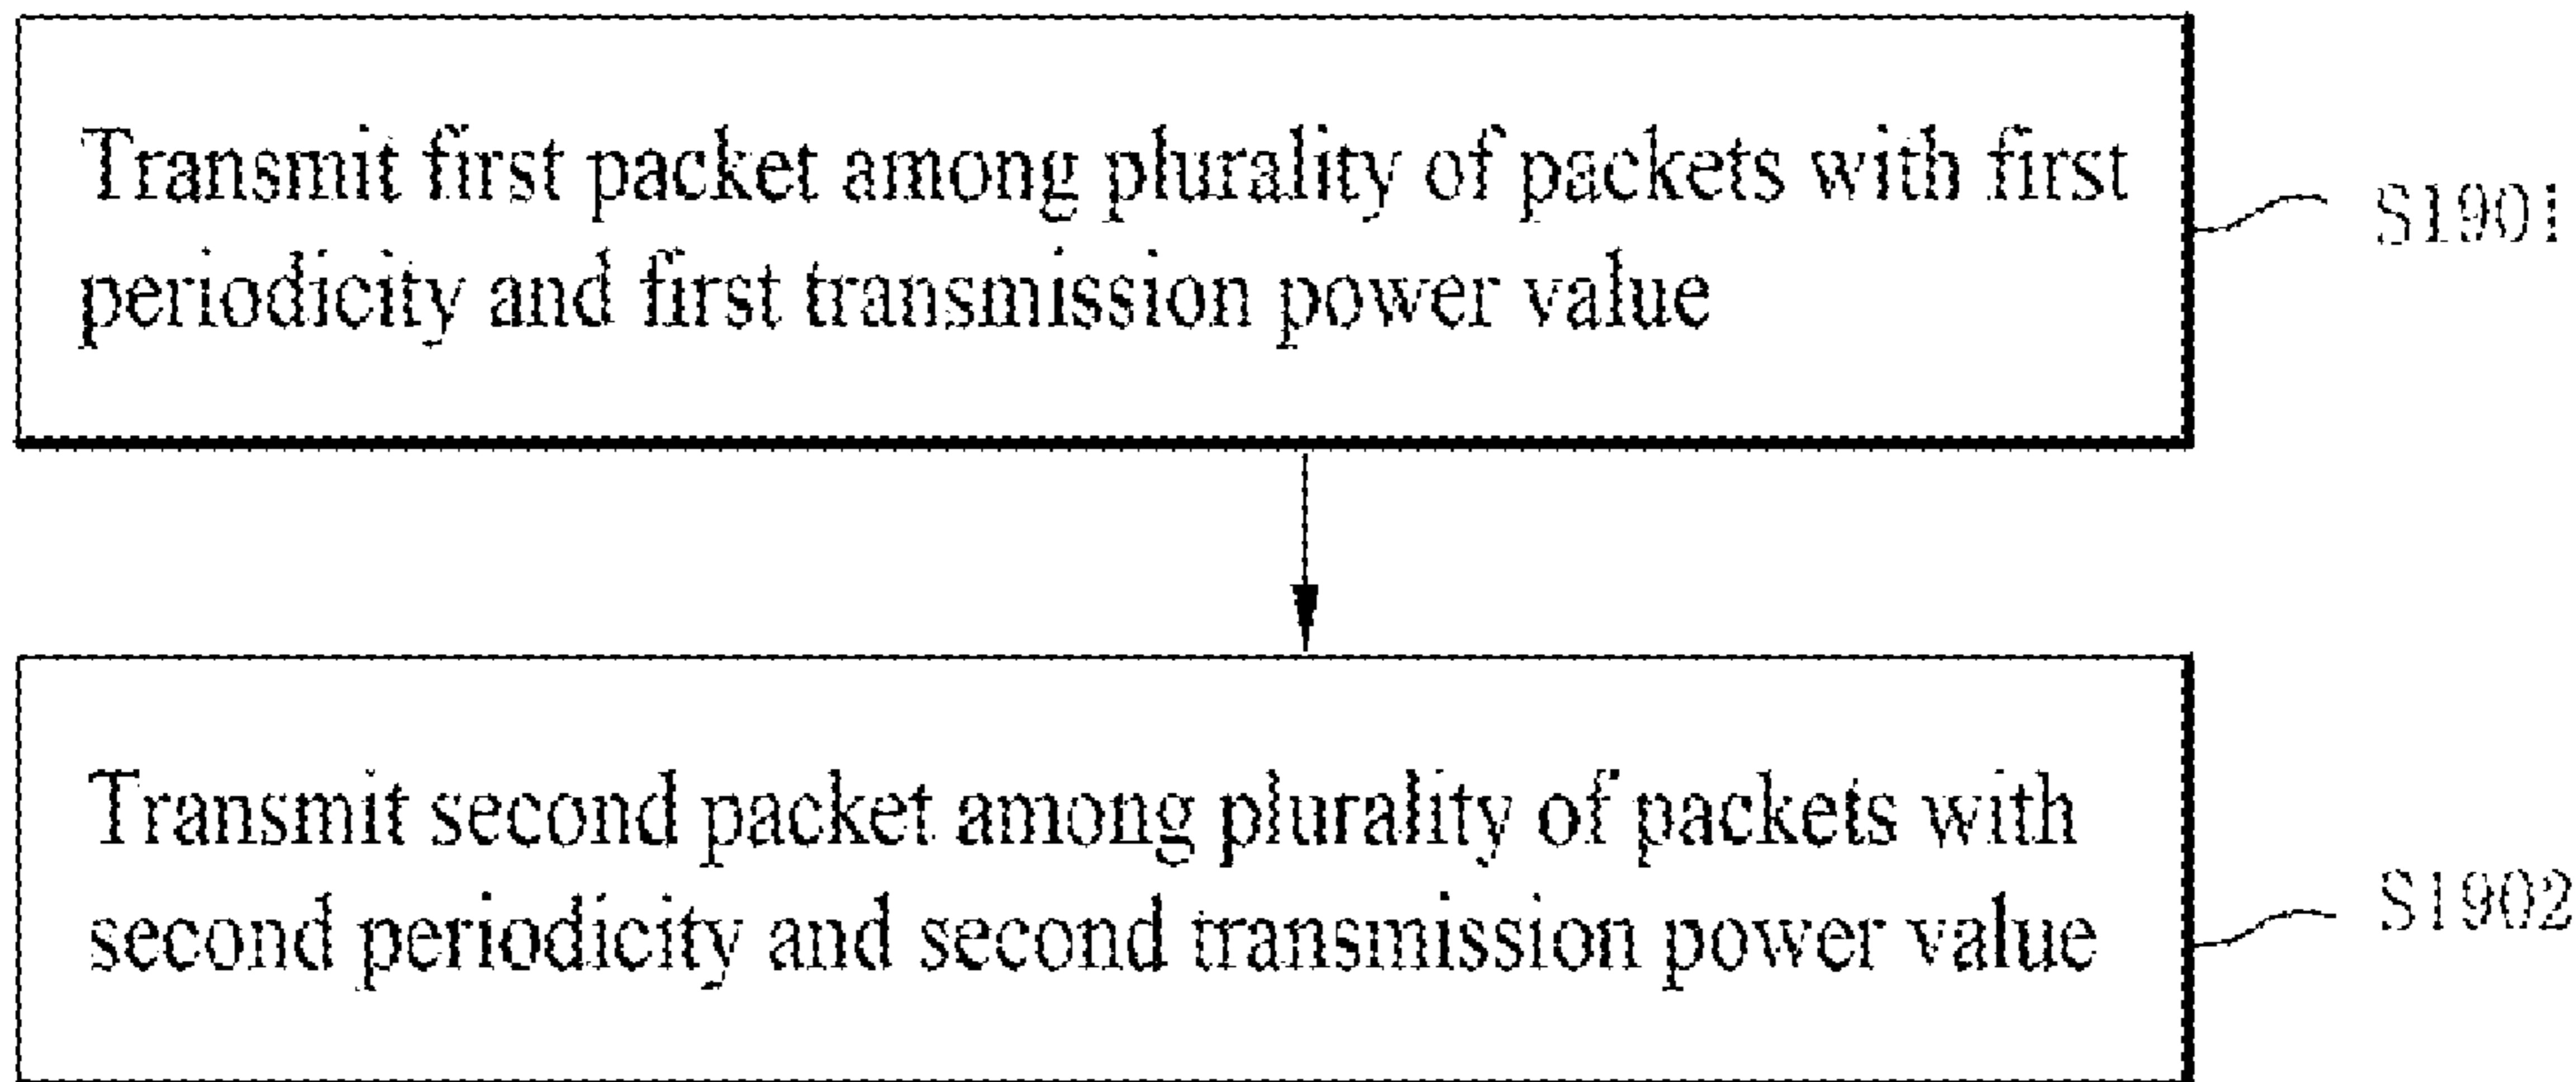 Transmit first packet among plurality of packets with first
periodicity and first transmission power value
S1901
Transmit second packet among plurality of packets with
second periodicity and second transmission power value
S1902